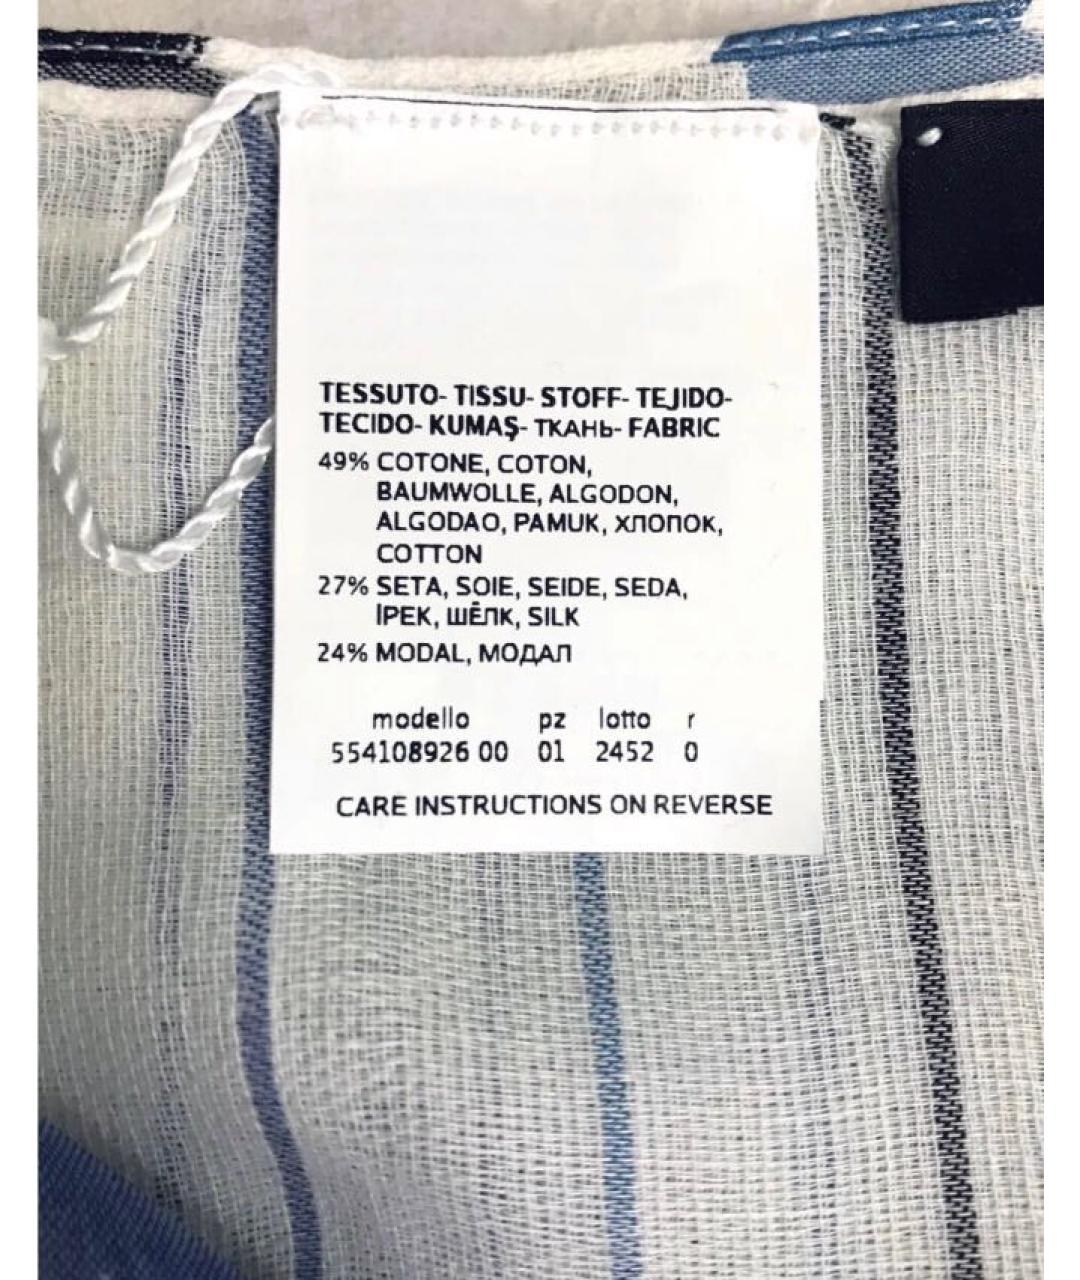 TESSUTO- TISSU- STOFF- TEJIDO-
TECIDO- KUMAŞ- ТКАНЬ- FABRIC
49% COTONE, COTON,
BAUMWOLLE, ALGODON,
ALGODAO, PAMUK, ХЛОПОК,
COTTON
27% SETA, SOIE, SEIDE, SEDA,
İPEK, ШЁЛК, SILK
24% MODAL, МОДАЛ
modello pz lotto r
554108926 00 01 2452 0
CARE INSTRUCTIONS ON REVERSE